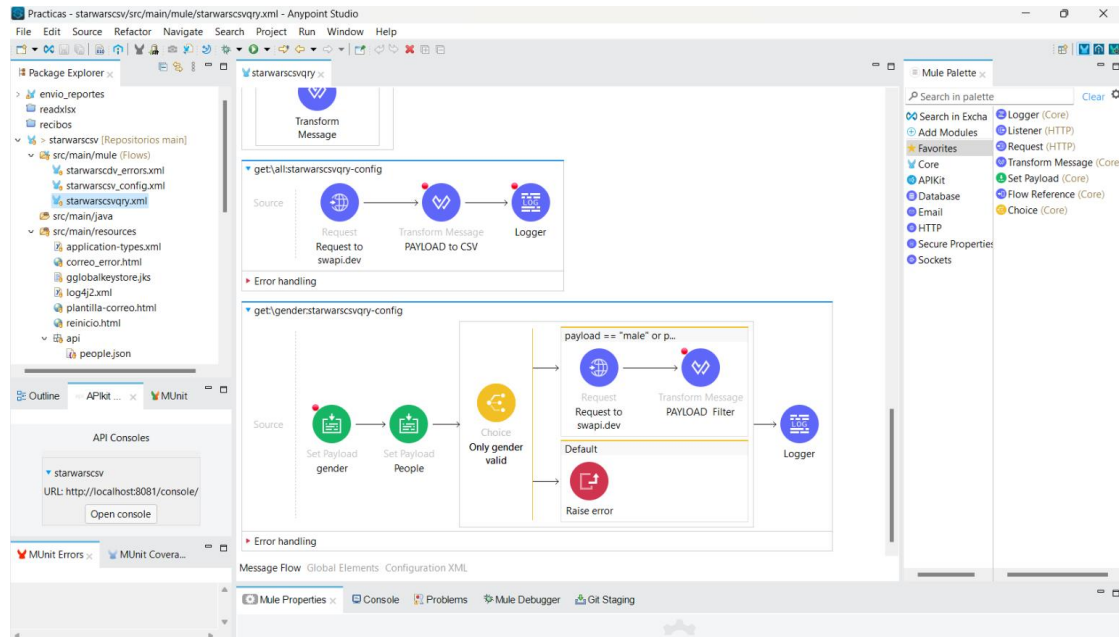 Practicas - starwarscsv/src/main/mule/starwarscsvqry.xml - Anypoint Studio
File Edit Source Refactor Navigate Search Project Run Window Help
Package Explorer
envio_reportes
readxlsx
recibos
> starwarscsv [Repositorios main]
src/main/mule (Flows)
starwarscdv_errors.xml
starwarscsv_config.xml
starwarscsvqry.xml
src/main/java
src/main/resources
application-types.xml
correo_error.html
gglobalkeystore.jks
log4j2.xml
plantilla-correo.html
reinicio.html
api
people.json
Outline APIkit ... MUnit
API Consoles
starwarscsv
URL: http://localhost:8081/console/
Open console
MUnit Errors MUnit Covera...
starwarscsvqry
Transform
Message
get:\all:starwarscsvqry-config
Source
Request
Request to
swapi.dev
Transform Message
PAYLOAD to CSV
LOG
Logger
Error handling
get:\gender:starwarscsvqry-config
Source
Set Payload
gender
Set Payload
People
Choice
Only gender
valid
payload == "male" or p...
Request
Request to
swapi.dev
Transform Message
PAYLOAD Filter
Default
Raise error
LOG
Logger
Error handling
Message Flow Global Elements Configuration XML
Mule Properties Console Problems Mule Debugger Git Staging
Mule Palette
Search in palette Clear
Search in Excha
Add Modules
Favorites
Core
APIKit
Database
Email
HTTP
Secure Properties
Sockets
Logger (Core)
Listener (HTTP)
Request (HTTP)
Transform Message (Core
Set Payload (Core)
Flow Reference (Core)
Choice (Core)